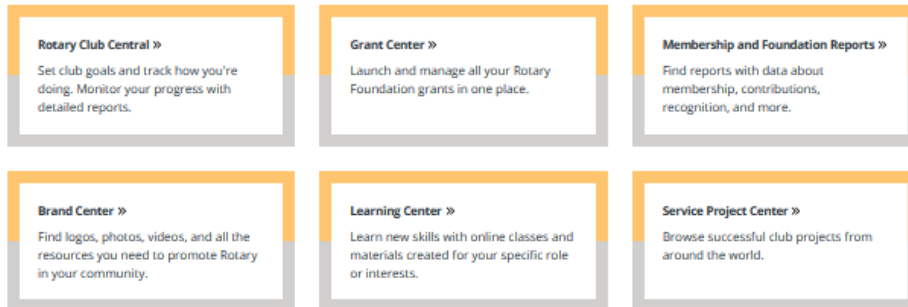 Rotary Club Central »
Set club goals and track how you're
doing. Monitor your progress with
detailed reports.
Grant Center »
Launch and manage all your Rotary
Foundation grants in one place.
Membership and Foundation Reports »
Find reports with data about
membership, contributions,
recognition, and more.
Brand Center »
Find logos, photos, videos, and all the
resources you need to promote Rotary
in your community.
Learning Center »
Learn new skills with online classes and
materials created for your specific role
or interests.
Service Project Center »
Browse successful club projects from
around the world.